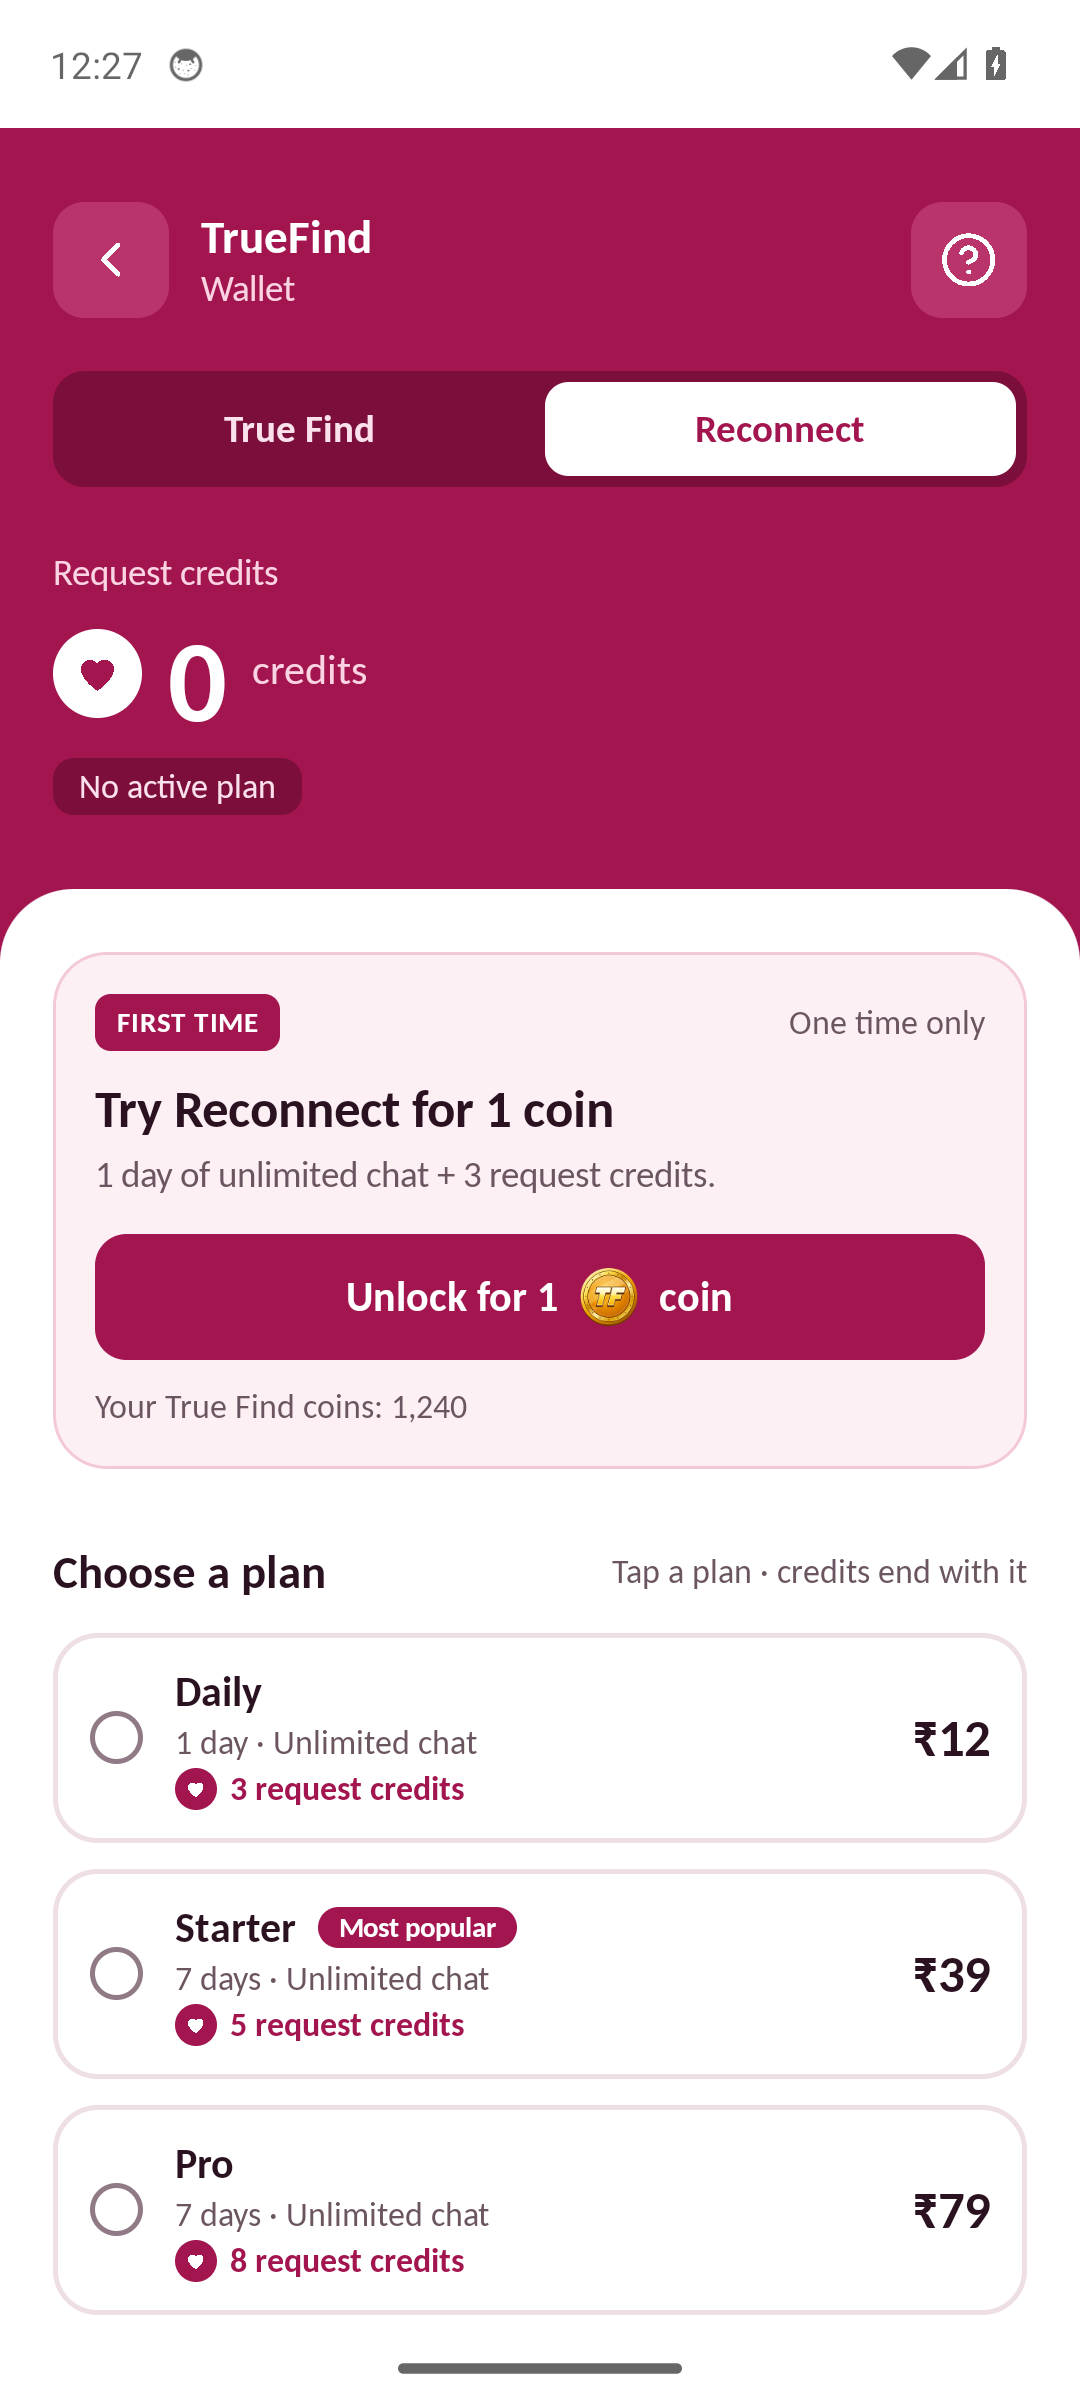 12:27
TrueFind
Wallet
True Find
Reconnect
Request credits
0 credits
No active plan
FIRST TIME
One time only
Try Reconnect for 1 coin
1 day of unlimited chat + 3 request credits.
Unlock for 1 TF coin
Your True Find coins: 1,240
Choose a plan
Tap a plan · credits end with it
Daily
1 day · Unlimited chat
₹12
3 request credits
Starter Most popular
7 days · Unlimited chat
₹39
5 request credits
Pro
7 days · Unlimited chat
₹79
8 request credits